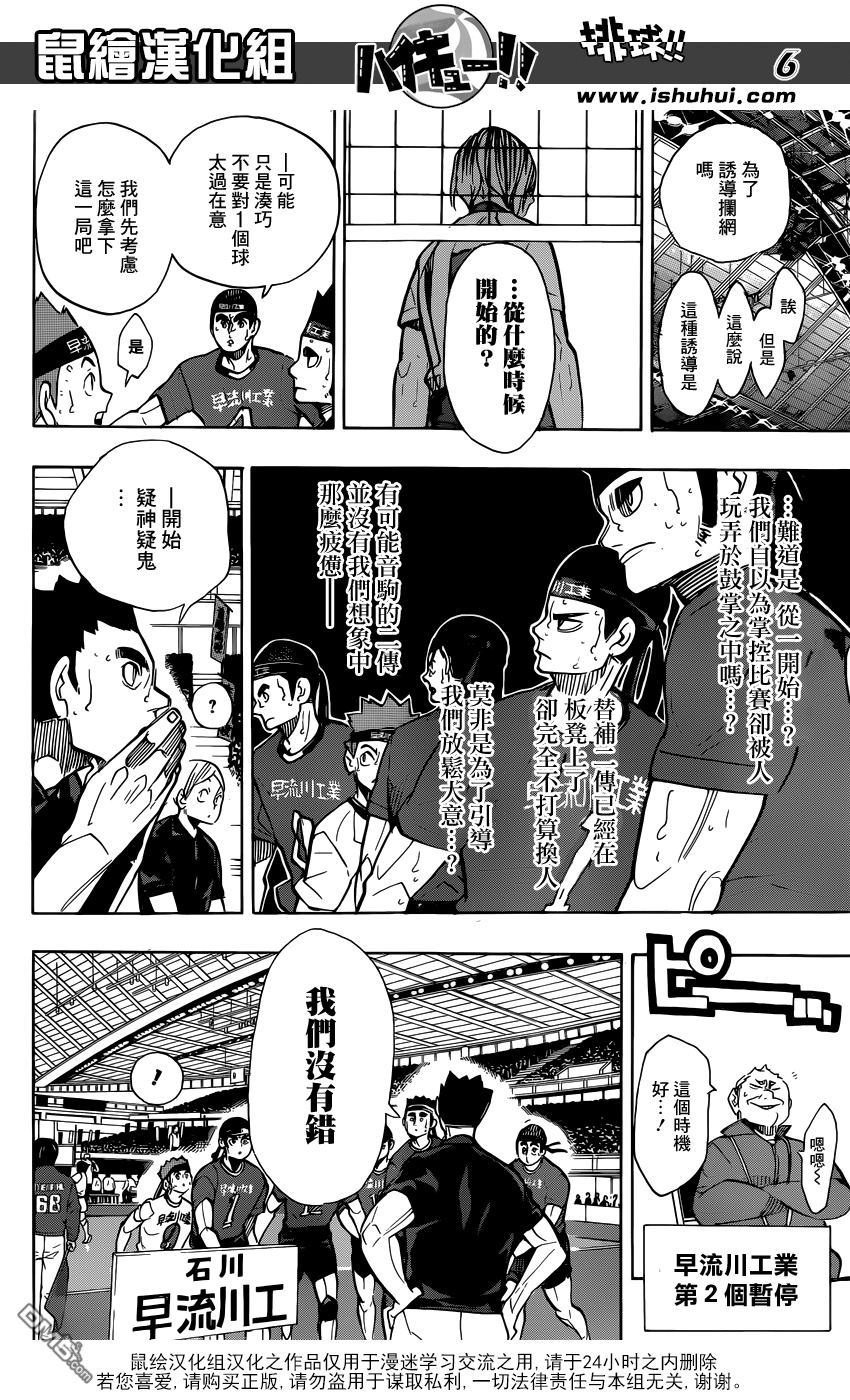 鼠繪漢化組
ハイキュー!!
排球!!
6
www.ishuhui.com
為了
誘導攔網
嗎
誒
但是
這麼說
這種誘導是
…從什麼時候
開始的？
—可能
只是湊巧
不要對1個球
太過在意
我們先考慮
怎麼拿下
這一局吧
是
早流川工業
…難道是 從一開始…？
我們自以為掌控比賽卻被人
玩弄於鼓掌之中嗎…？
替補二傳已經在
板凳上了
卻完全不打算換人
莫非是為了引導
我們放鬆大意…？
有可能音駒的二傳
並沒有我們想象中
那麼疲憊——
早流川工業
—開始
疑神疑鬼
…
？
ピー
這個時機
好…！
嗯嗯~
早流川工業
第２個暫停
我們沒有錯
！
68
1
石川
早流川工
鼠绘汉化组汉化之作品仅用于漫迷学习交流之用, 请于24小时之内删除
若您喜爱, 请购买正版, 请勿盗用于谋取私利, 一切法律责任与本组无关, 谢谢。